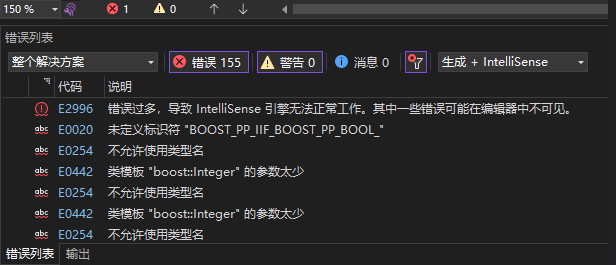 150 %
1
0
错误列表
整个解决方案
错误 155
警告 0
消息 0
生成 + IntelliSense
代码
说明
E2996 错误过多，导致 IntelliSense 引擎无法正常工作。其中一些错误可能在编辑器中不可见。
abc E0020 未定义标识符 "BOOST_PP_IIF_BOOST_PP_BOOL_"
abc E0254 不允许使用类型名
abc E0442 类模板 "boost::Integer" 的参数太少
abc E0254 不允许使用类型名
abc E0442 类模板 "boost::Integer" 的参数太少
abc E0254 不允许使用类型名
错误列表
输出